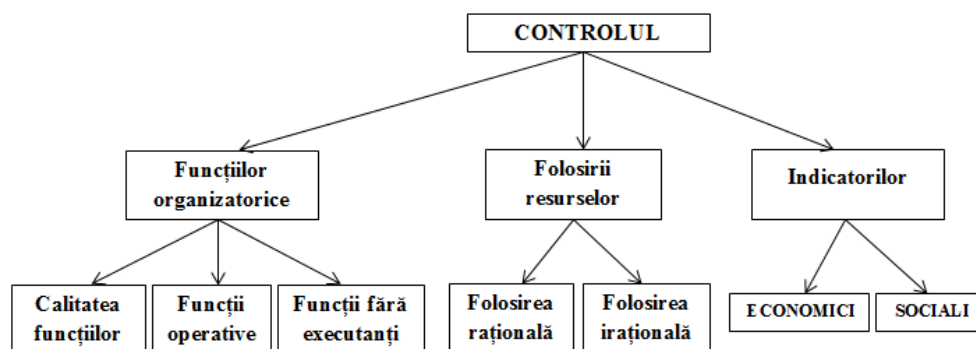 CONTROLUL
Funcțiilor
organizatorice
Folosirii
resurselor
Indicatorilor
Calitatea
funcțiilor
Funcții
operative
Funcții fără
executanți
Folosirea
rațională
Folosirea
irațională
ECONOMICI
SOCIALI